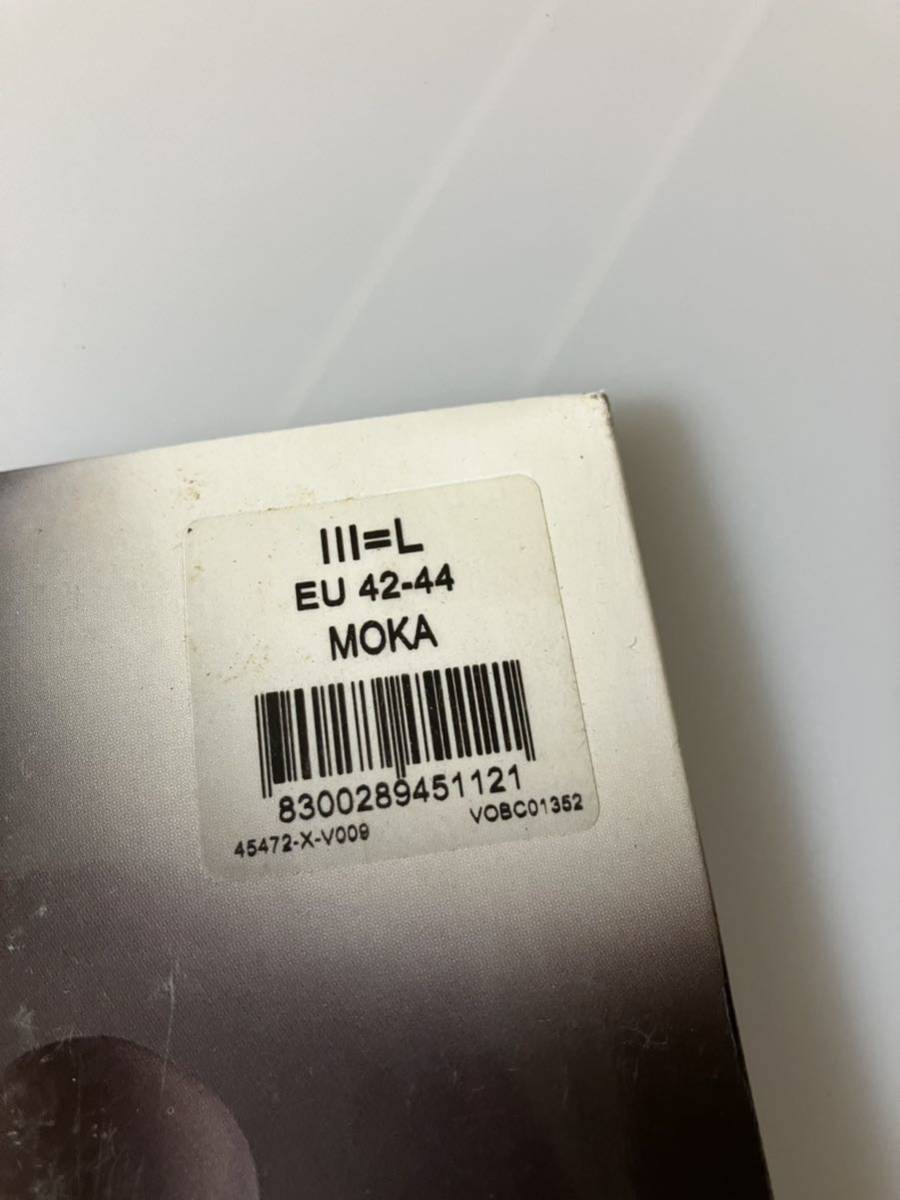 III=L
EU 42-44
MOKA
8300289451121
45472-X-V009 VOBC01352